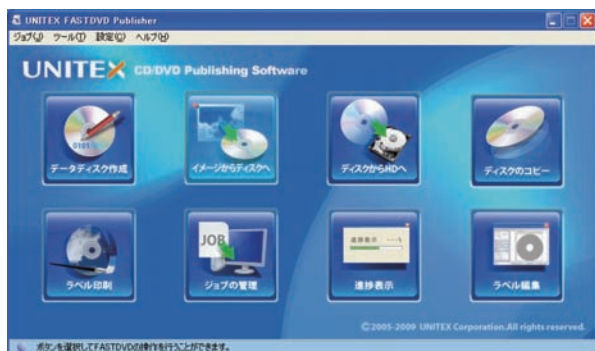 UNITEX FASTDVD Publisher
ジョブ(J) ツール(T) 設定(O) ヘルプ(H)
UNITEX CD/DVD Publishing Software
0101
データディスク作成 イメージからディスクへ ディスクからHDへ ディスクのコピー
JOB 進捗表示
ラベル印刷 ジョブの管理 進捗表示 ラベル編集
©2005-2009 UNITEX Corporation.All rights reserved.
ボタンを選択してFASTDVDの操作を行うことができます。